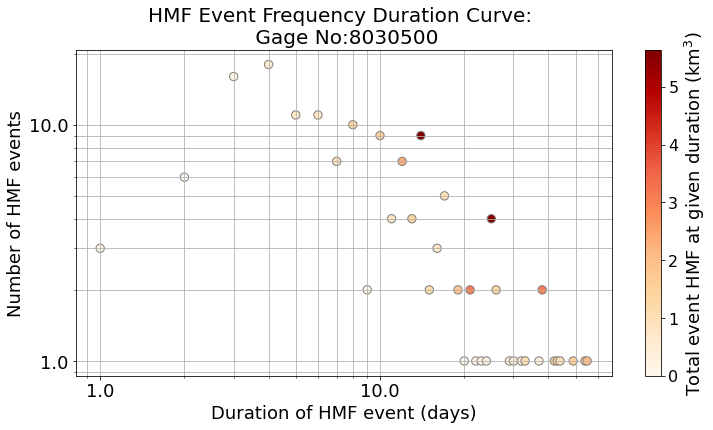 HMF Event Frequency Duration Curve:
Gage No:8030500
Number of HMF events
10.0
1.0
1.0
10.0
Duration of HMF event (days)
5
4
3
2
1
0
Total event HMF at given duration (km³)